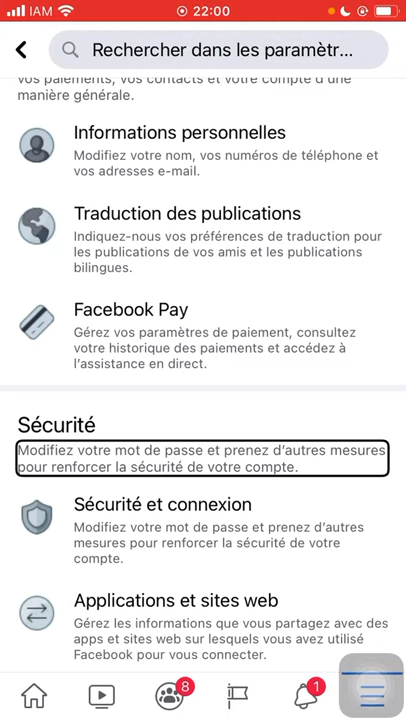 IAM 22:00
Rechercher dans les paramètr...
vos paiements, vos contacts et votre compte d'une
manière générale.
Informations personnelles
Modifiez votre nom, vos numéros de téléphone et
vos adresses e-mail.
Traduction des publications
Indiquez-nous vos préférences de traduction pour
les publications de vos amis et les publications
bilingues.
Facebook Pay
Gérez vos paramètres de paiement, consultez
votre historique des paiements et accédez à
l'assistance en direct.
Sécurité
Modifiez votre mot de passe et prenez d'autres mesures
pour renforcer la sécurité de votre compte.
Sécurité et connexion
Modifiez votre mot de passe et prenez d'autres
mesures pour renforcer la sécurité de votre
compte.
Applications et sites web
Gérez les informations que vous partagez avec des
apps et sites web sur lesquels vous avez utilisé
Facebook pour vous connecter.
8 1